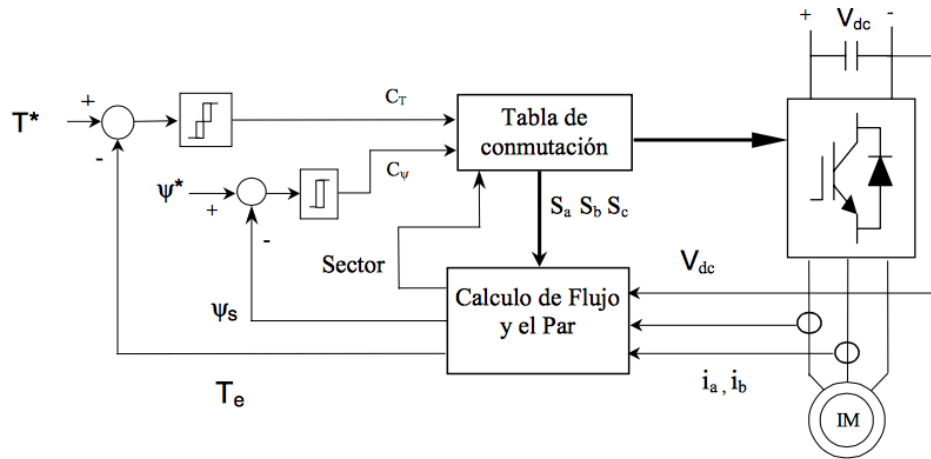 + V_dc -
T*
+
-
C_T
Tabla de
conmutación
ψ*
+
-
C_ψ
S_a S_b S_c
Sector
V_dc
Calculo de Flujo
y el Par
ψ_s
T_e
i_a , i_b
IM